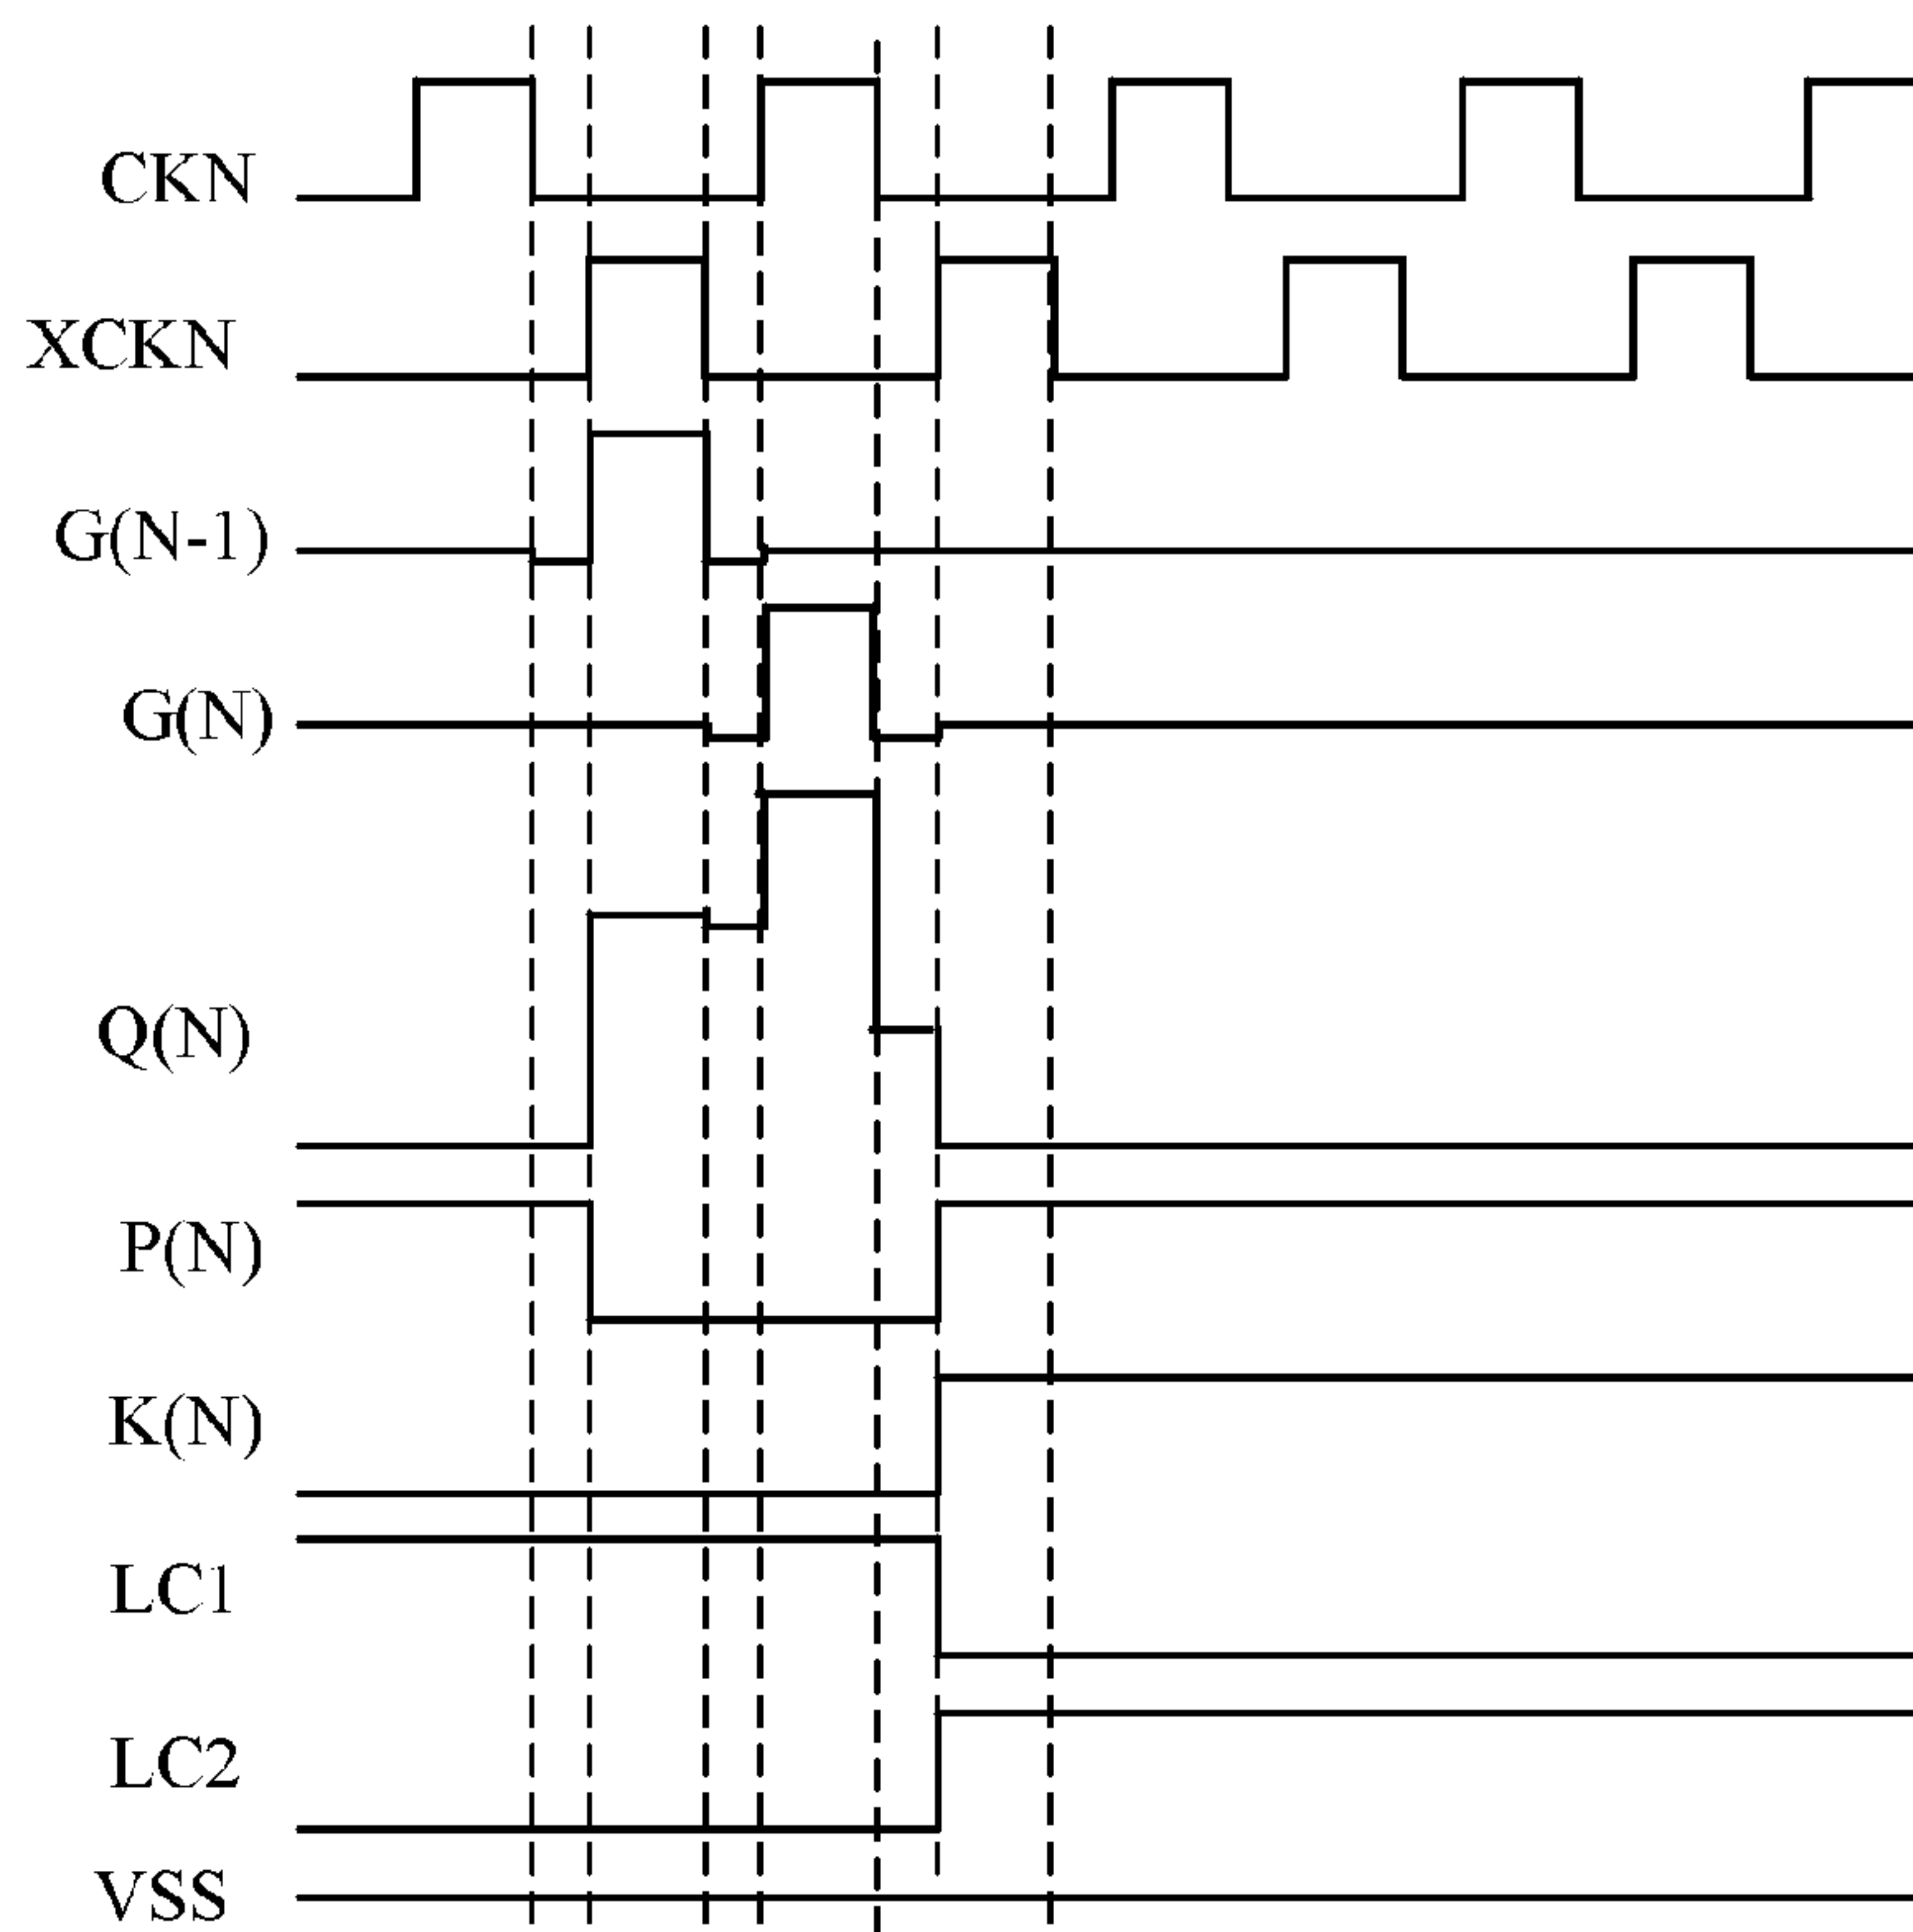 CKN
XCKN
G(N-1)
G(N)
Q(N)
P(N)
K(N)
LC1
LC2
VSS